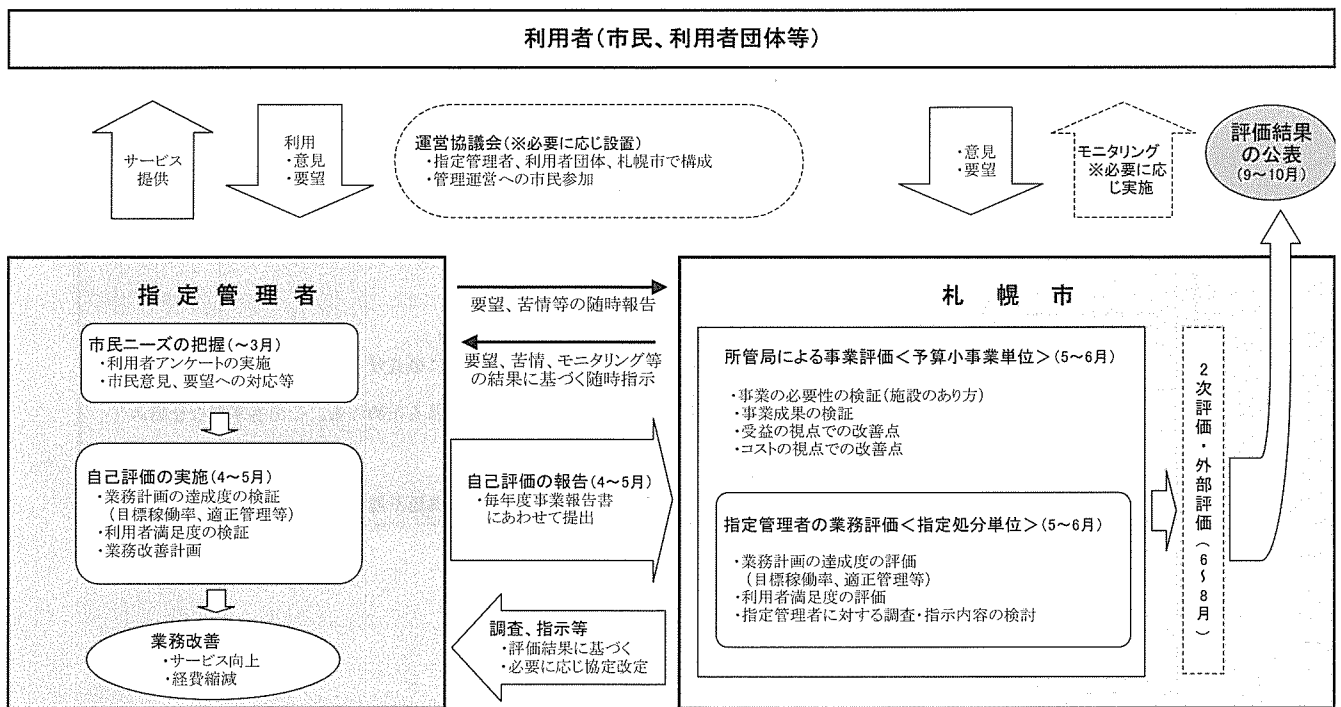 利用者(市民、利用者団体等)
サービス
提供
利用
・意見
・要望
運営協議会(※必要に応じ設置)
・指定管理者、利用者団体、札幌市で構成
・管理運営への市民参加
・意見
・要望
モニタリング
※必要に応
じ実施
評価結果
の公表
(9～10月)
指定管理者
市民ニーズの把握(～3月)
・利用者アンケートの実施
・市民意見、要望への対応等
自己評価の実施(4～5月)
・業務計画の達成度の検証
(目標稼働率、適正管理等)
・利用者満足度の検証
・業務改善計画
業務改善
・サービス向上
・経費縮減
要望、苦情等の随時報告
要望、苦情、モニタリング等
の結果に基づく随時指示
自己評価の報告(4～5月)
・毎年度事業報告書
にあわせて提出
調査、指示等
・評価結果に基づく
・必要に応じ協定改定
札幌市
所管局による事業評価<予算小事業単位>(5～6月)
・事業の必要性の検証(施設のあり方)
・事業成果の検証
・受益の視点での改善点
・コストの視点での改善点
指定管理者の業務評価<指定処分単位>(5～6月)
・業務計画の達成度の評価
(目標稼働率、適正管理等)
・利用者満足度の評価
・指定管理者に対する調査・指示内容の検討
2次評価・外部評価(6～8月)